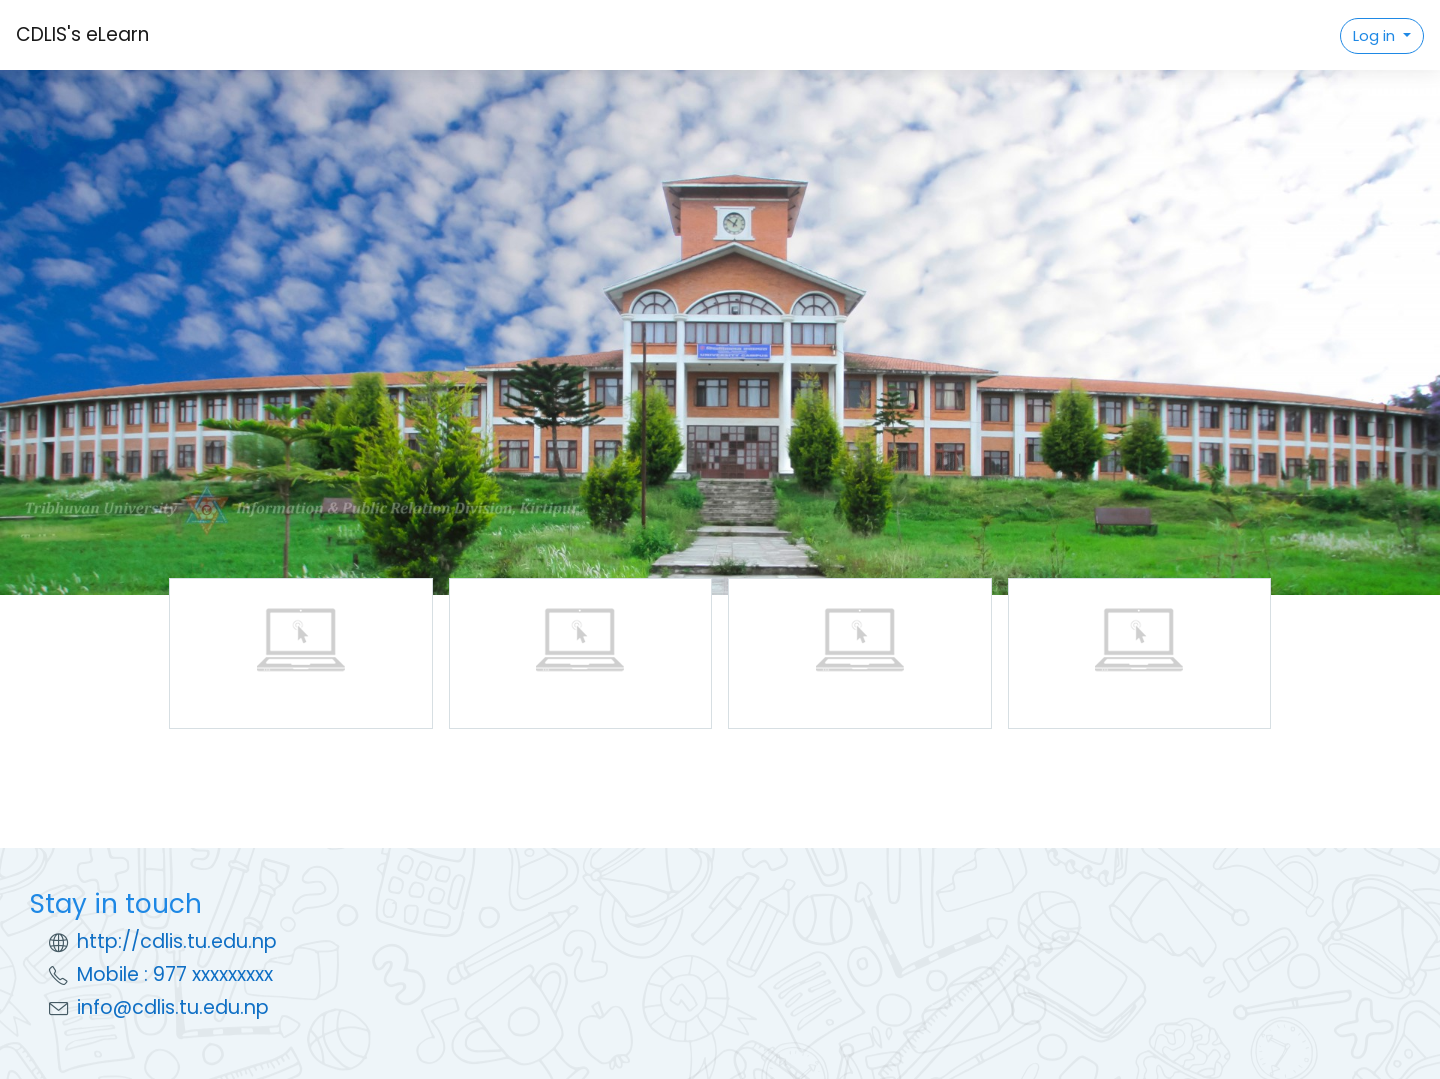 CDLIS's eLearn
Log in
Tribhuvan University Information & Public Relation Division, Kirtipur
Stay in touch
http://cdlis.tu.edu.np
Mobile : 977 xxxxxxxxx
info@cdlis.tu.edu.np